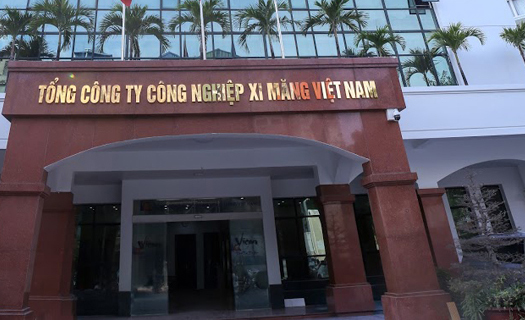 TỔNG CÔNG TY CÔNG NGHIỆP XI MĂNG VIỆT NAM